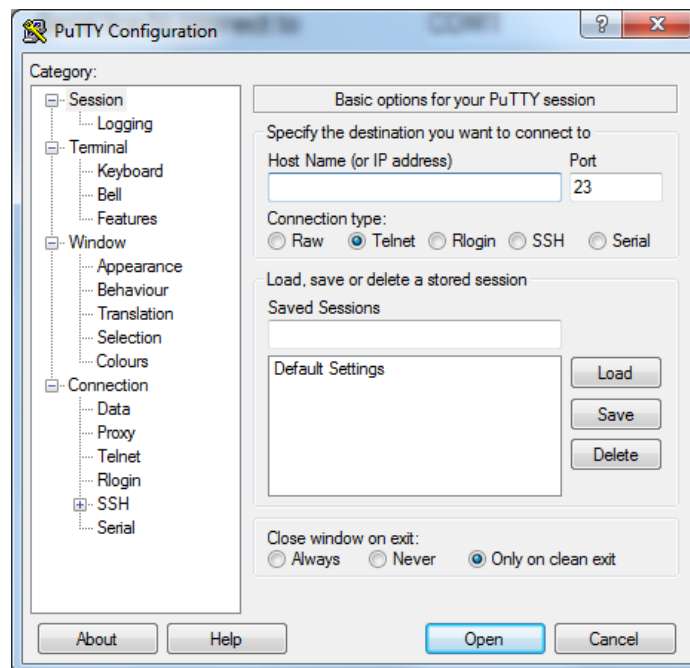 PuTTY Configuration
Category:
Session
Logging
Terminal
Keyboard
Bell
Features
Window
Appearance
Behaviour
Translation
Selection
Colours
Connection
Data
Proxy
Telnet
Rlogin
SSH
Serial
Basic options for your PuTTY session
Specify the destination you want to connect to
Host Name (or IP address) Port
23
Connection type:
Raw Telnet Rlogin SSH Serial
Load, save or delete a stored session
Saved Sessions
Default Settings
Load
Save
Delete
Close window on exit:
Always Never Only on clean exit
About Help Open Cancel